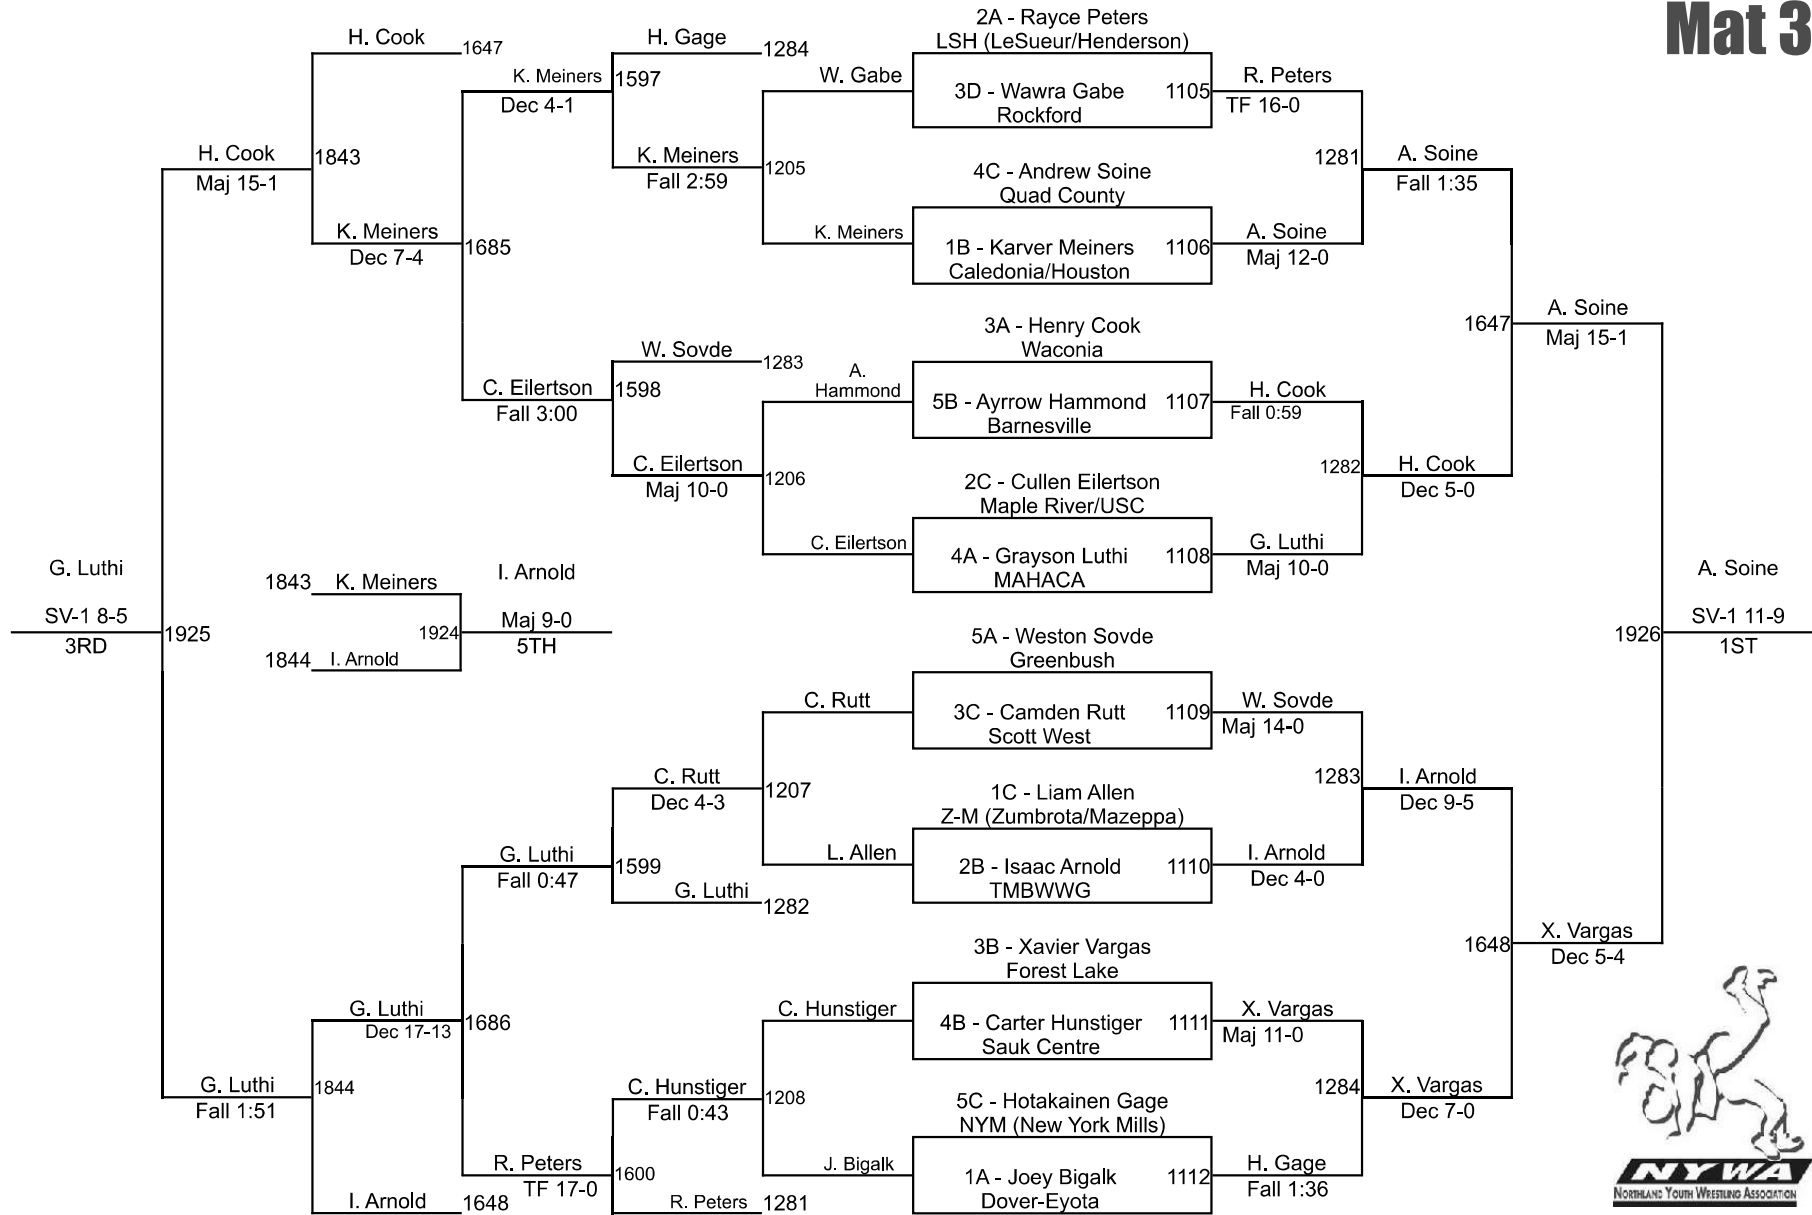 Mat 3
2A - Rayce Peters
LSH (LeSueur/Henderson)
H. Cook
1647
H. Gage
1284
K. Meiners
1597
Dec 4-1
W. Gabe
3D - Wawra Gabe
1105
Rockford
R. Peters
TF 16-0
H. Cook
1843
Maj 15-1
K. Meiners
1205
Fall 2:59
4C - Andrew Soine
Quad County
1281
A. Soine
Fall 1:35
K. Meiners
1685
Dec 7-4
K. Meiners
1B - Karver Meiners
1106
Caledonia/Houston
A. Soine
Maj 12-0
3A - Henry Cook
Waconia
1647
A. Soine
Maj 15-1
W. Sovde
1283
C. Eilertson
1598
Fall 3:00
A.
Hammond
5B - Ayrrow Hammond
1107
Barnesville
H. Cook
Fall 0:59
C. Eilertson
1206
Maj 10-0
2C - Cullen Eilertson
Maple River/USC
1282
H. Cook
Dec 5-0
C. Eilertson
4A - Grayson Luthi
1108
MAHACA
G. Luthi
Maj 10-0
G. Luthi
SV-1 8-5
1925
3RD
1843
K. Meiners
1924
1844
I. Arnold
I. Arnold
Maj 9-0
5TH
A. Soine
1926
SV-1 11-9
1ST
5A - Weston Sovde
Greenbush
C. Rutt
3C - Camden Rutt
1109
Scott West
W. Sovde
Maj 14-0
C. Rutt
1207
Dec 4-3
1C - Liam Allen
Z-M (Zumbrota/Mazeppa)
1283
I. Arnold
Dec 9-5
G. Luthi
1599
Fall 0:47
G. Luthi
1282
L. Allen
2B - Isaac Arnold
1110
TMBWWG
I. Arnold
Dec 4-0
3B - Xavier Vargas
Forest Lake
1648
X. Vargas
Dec 5-4
G. Luthi
1686
Dec 17-13
C. Hunstiger
4B - Carter Hunstiger
1111
Sauk Centre
X. Vargas
Maj 11-0
G. Luthi
1844
Fall 1:51
C. Hunstiger
1208
Fall 0:43
5C - Hotakainen Gage
NYM (New York Mills)
1284
X. Vargas
Dec 7-0
R. Peters
1600
TF 17-0
J. Bigalk
1A - Joey Bigalk
1112
Dover-Eyota
H. Gage
Fall 1:36
I. Arnold
1648
R. Peters
1281
NYWA
NORTHLAND YOUTH WRESTLING ASSOCIATION